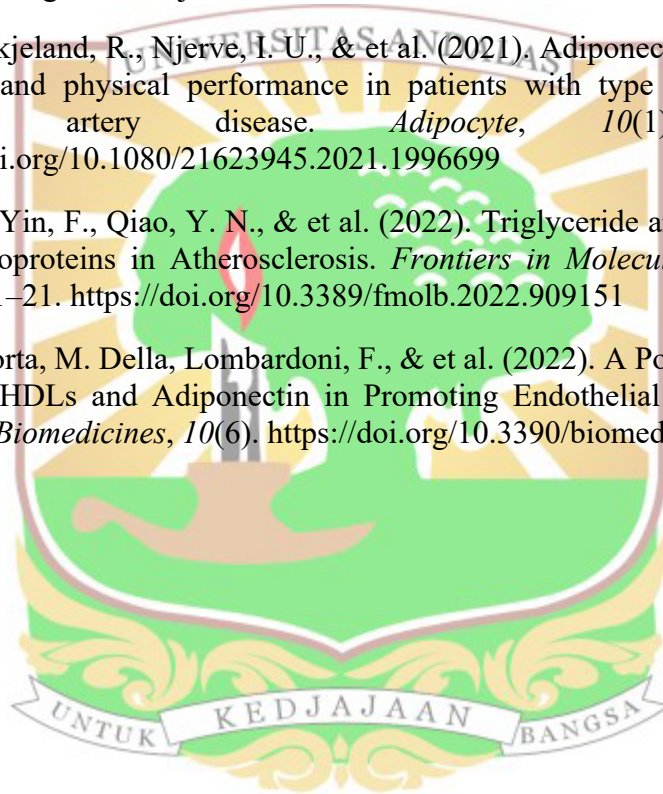 kjeland, R., Njerve, I. U., & et al. (2021). Adiponec
and physical performance in patients with type
artery disease. Adipocyte, 10(1)
i.org/10.1080/21623945.2021.1996699
Yin, F., Qiao, Y. N., & et al. (2022). Triglyceride a
oproteins in Atherosclerosis. Frontiers in Molecu
–21. https://doi.org/10.3389/fmolb.2022.909151
orta, M. Della, Lombardoni, F., & et al. (2022). A Po
HDLs and Adiponectin in Promoting Endothelial
Biomedicines, 10(6). https://doi.org/10.3390/biomed
UNIVERSITAS ANDALAS
UNTUK KEDJAJAAN BANGSA